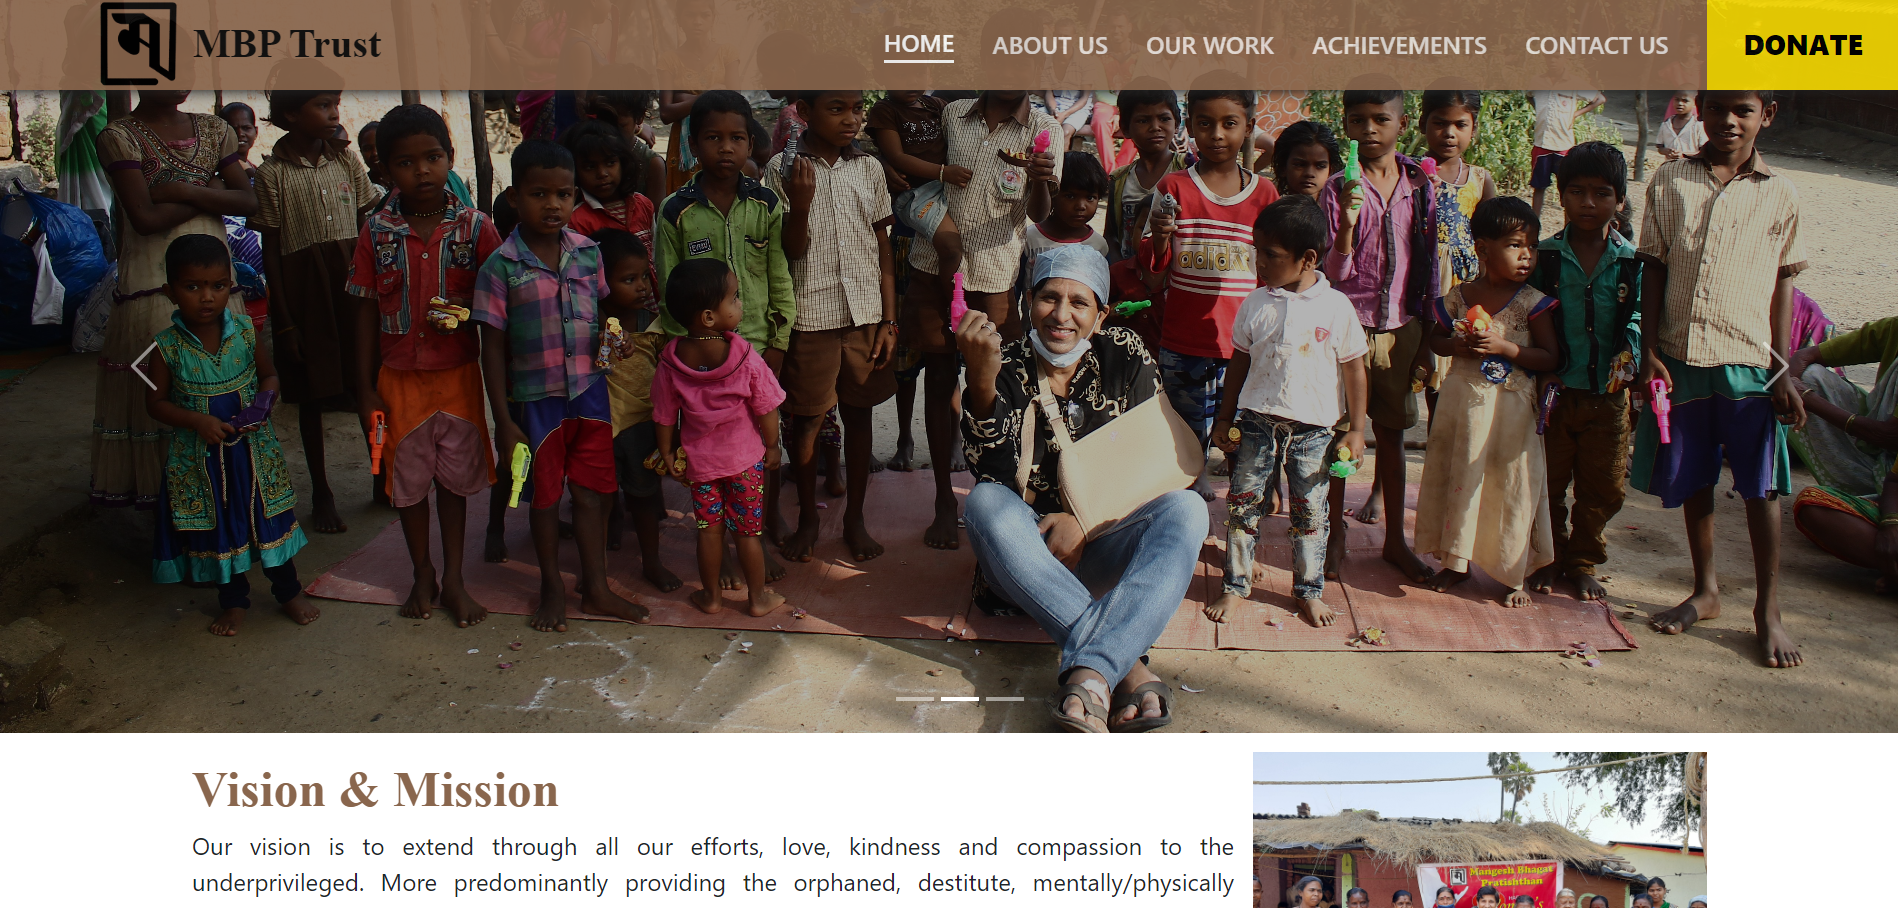 म
MBP Trust
HOME
ABOUT US
OUR WORK
ACHIEVEMENTS
CONTACT US
DONATE
adidas
Vision & Mission
Our vision is to extend through all our efforts, love, kindness and compassion to the
underprivileged. More predominantly providing the orphaned, destitute, mentally/physically
Mangesh Bhagat
Pratishthan